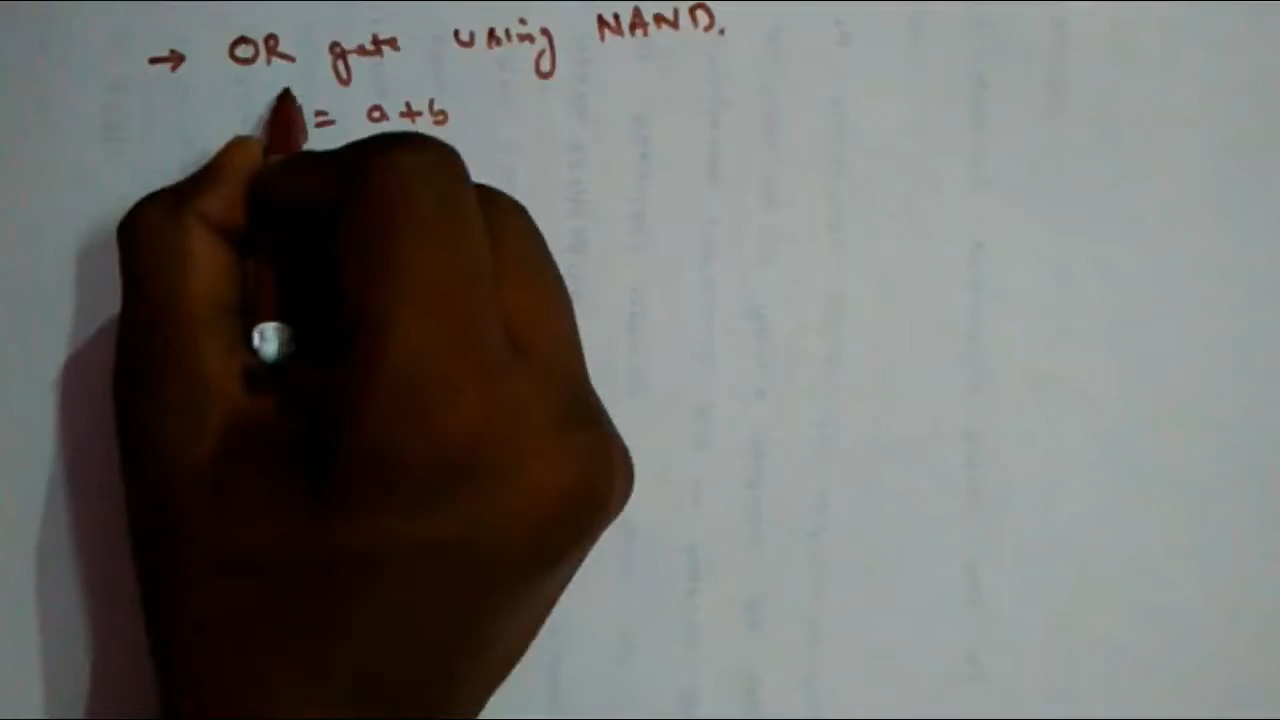 → OR gate using NAND.
= a+b